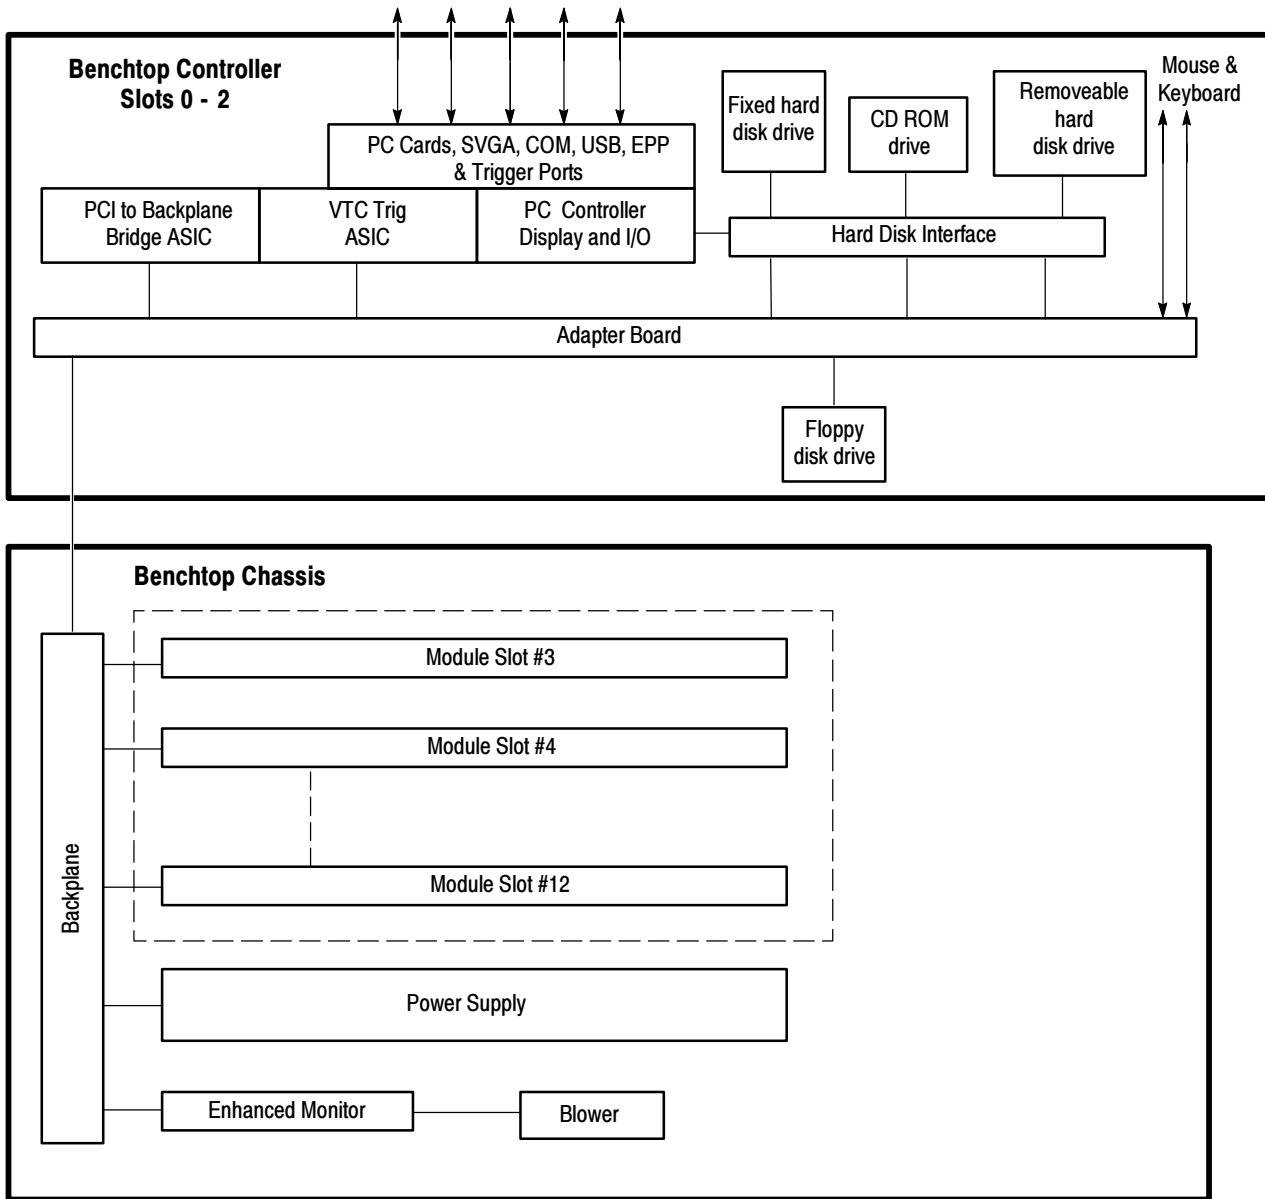 Benchtop Controller
Slots 0 - 2
Mouse &
Keyboard
Fixed hard
disk drive
CD ROM
drive
Removeable
hard
disk drive
PC Cards, SVGA, COM, USB, EPP
& Trigger Ports
PCI to Backplane
Bridge ASIC
VTC Trig
ASIC
PC Controller
Display and I/O
Hard Disk Interface
Adapter Board
Floppy
disk drive
Benchtop Chassis
Backplane
Module Slot #3
Module Slot #4
Module Slot #12
Power Supply
Enhanced Monitor
Blower